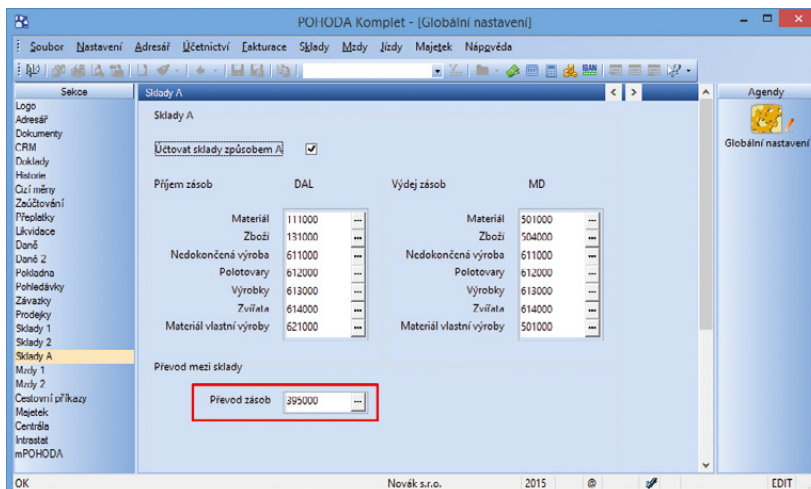 POHODA Komplet - [Globální nastavení]
Soubor Nastavení Adresář Účetnictví Fakturace Sklady Mzdy Jízdy Majetek Nápověda
IBAN
Sekce
Logo
Adresář
Dokumenty
CRM
Doklady
Historie
Cizí měny
Zaúčtování
Přeplatky
Likvidace
Daně
Daně 2
Pokladna
Pohledávky
Závazky
Prodejky
Sklady 1
Sklady 2
Sklady A
Mzdy 1
Mzdy 2
Cestovní příkazy
Majetek
Centrála
Intrastat
mPOHODA
Sklady A
Sklady A
Účtovat sklady způsobem A
Příjem zásob DAL
Materiál 111000 ...
Zboží 131000 ...
Nedokončená výroba 611000 ...
Polotovary 612000 ...
Výrobky 613000 ...
Zvířata 614000 ...
Materiál vlastní výroby 621000 ...
Výdej zásob MD
Materiál 501000 ...
Zboží 504000 ...
Nedokončená výroba 611000 ...
Polotovary 612000 ...
Výrobky 613000 ...
Zvířata 614000 ...
Materiál vlastní výroby 501000 ...
Převod mezi sklady
Převod zásob 395000 ...
Agendy
Globální nastavení
OK Novák s.r.o. 2015 @ EDIT